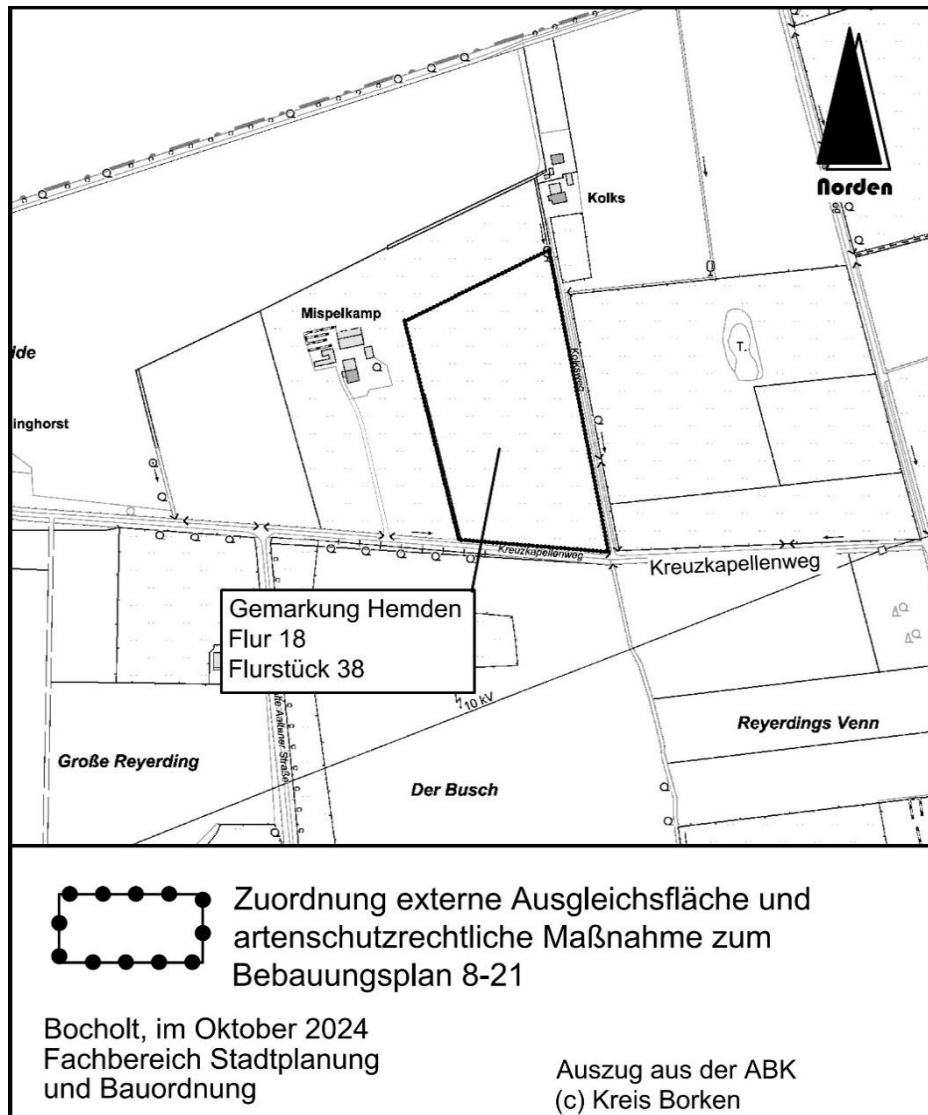 Norden
Kolks
Mispelkamp
ide
inghorst
T.
Kolksweg
Kreuzkapellenweg
Kreuzkapellenweg
Gemarkung Hemden
Flur 18
Flurstück 38
10 kV
Reyerdings Venn
Große Reyerding
Aaltener Straße
Der Busch
Zuordnung externe Ausgleichsfläche und
artenschutzrechtliche Maßnahme zum
Bebauungsplan 8-21
Bocholt, im Oktober 2024
Fachbereich Stadtplanung
und Bauordnung
Auszug aus der ABK
(c) Kreis Borken